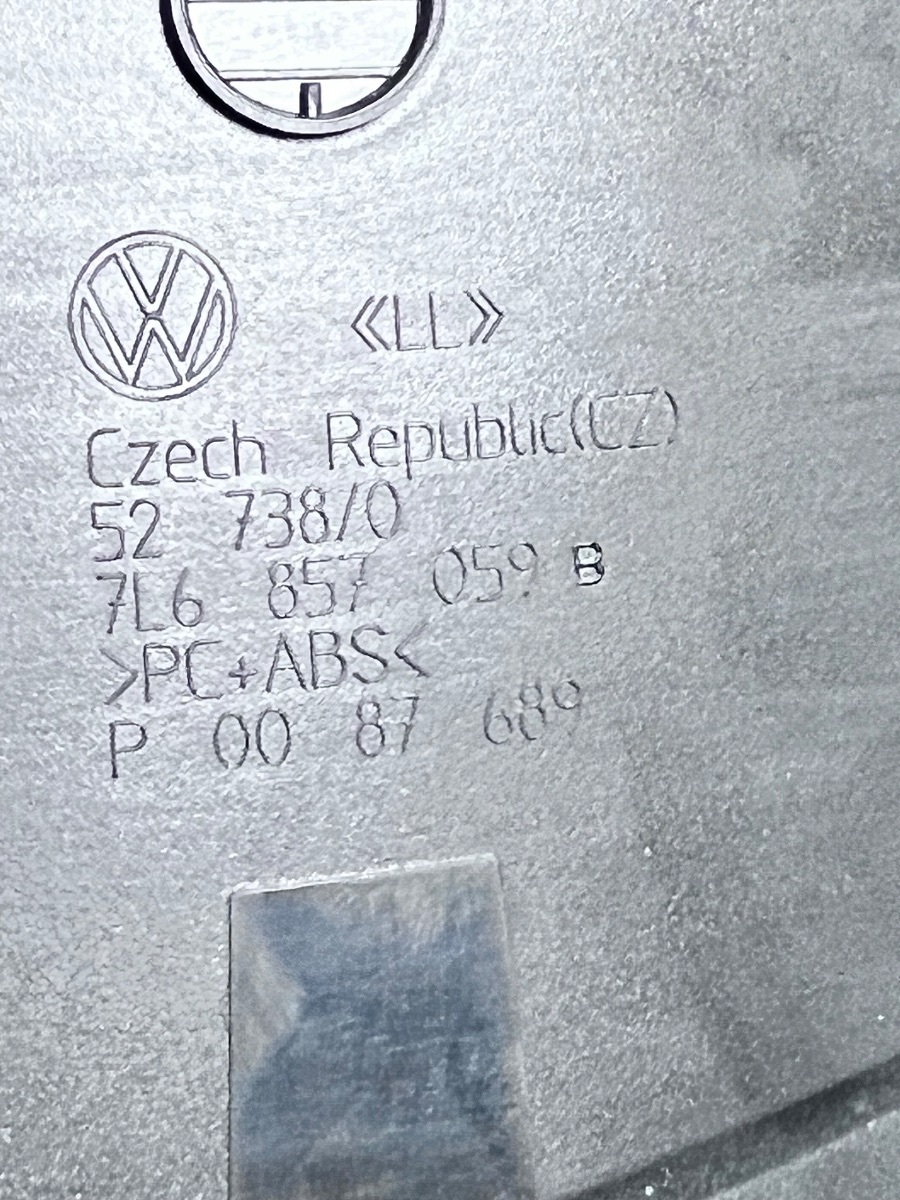 《LL》
Czech Republic(CZ)
52 738/0
7L6 857 059 B
>PC+ABS<
P 00 87 689